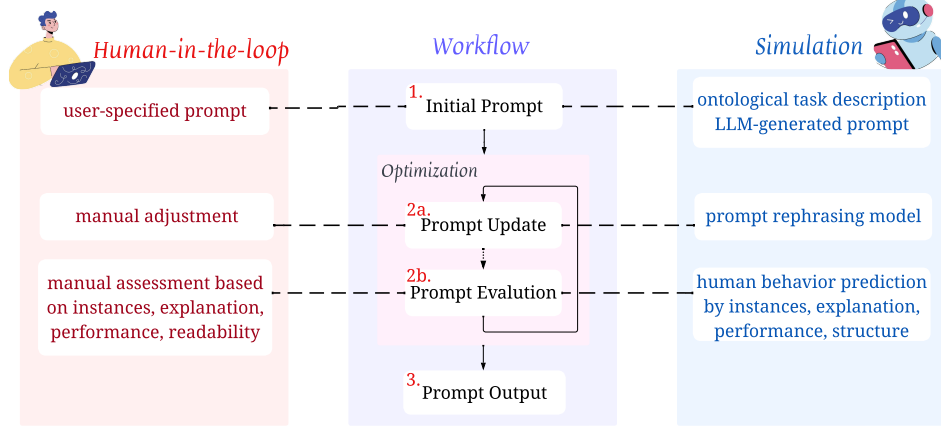 Human-in-the-loop
Workflow
Simulation
user-specified prompt
1.
Initial Prompt
ontological task description
LLM-generated prompt
Optimization
manual adjustment
2a.
Prompt Update
prompt rephrasing model
manual assessment based
on instances, explanation,
performance, readability
2b.
Prompt Evalution
human behavior prediction
by instances, explanation,
performance, structure
3.
Prompt Output